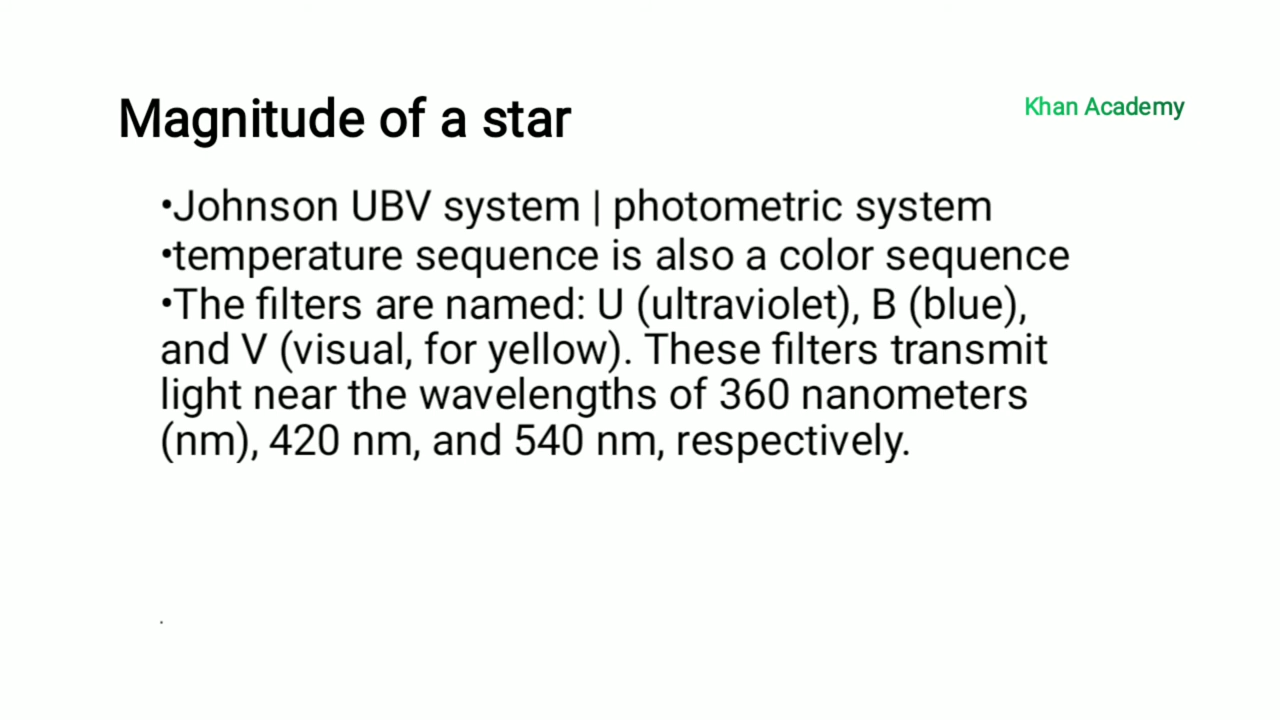 Magnitude of a star
Khan Academy
•Johnson UBV system | photometric system
•temperature sequence is also a color sequence
•The filters are named: U (ultraviolet), B (blue),
and V (visual, for yellow). These filters transmit
light near the wavelengths of 360 nanometers
(nm), 420 nm, and 540 nm, respectively.
.